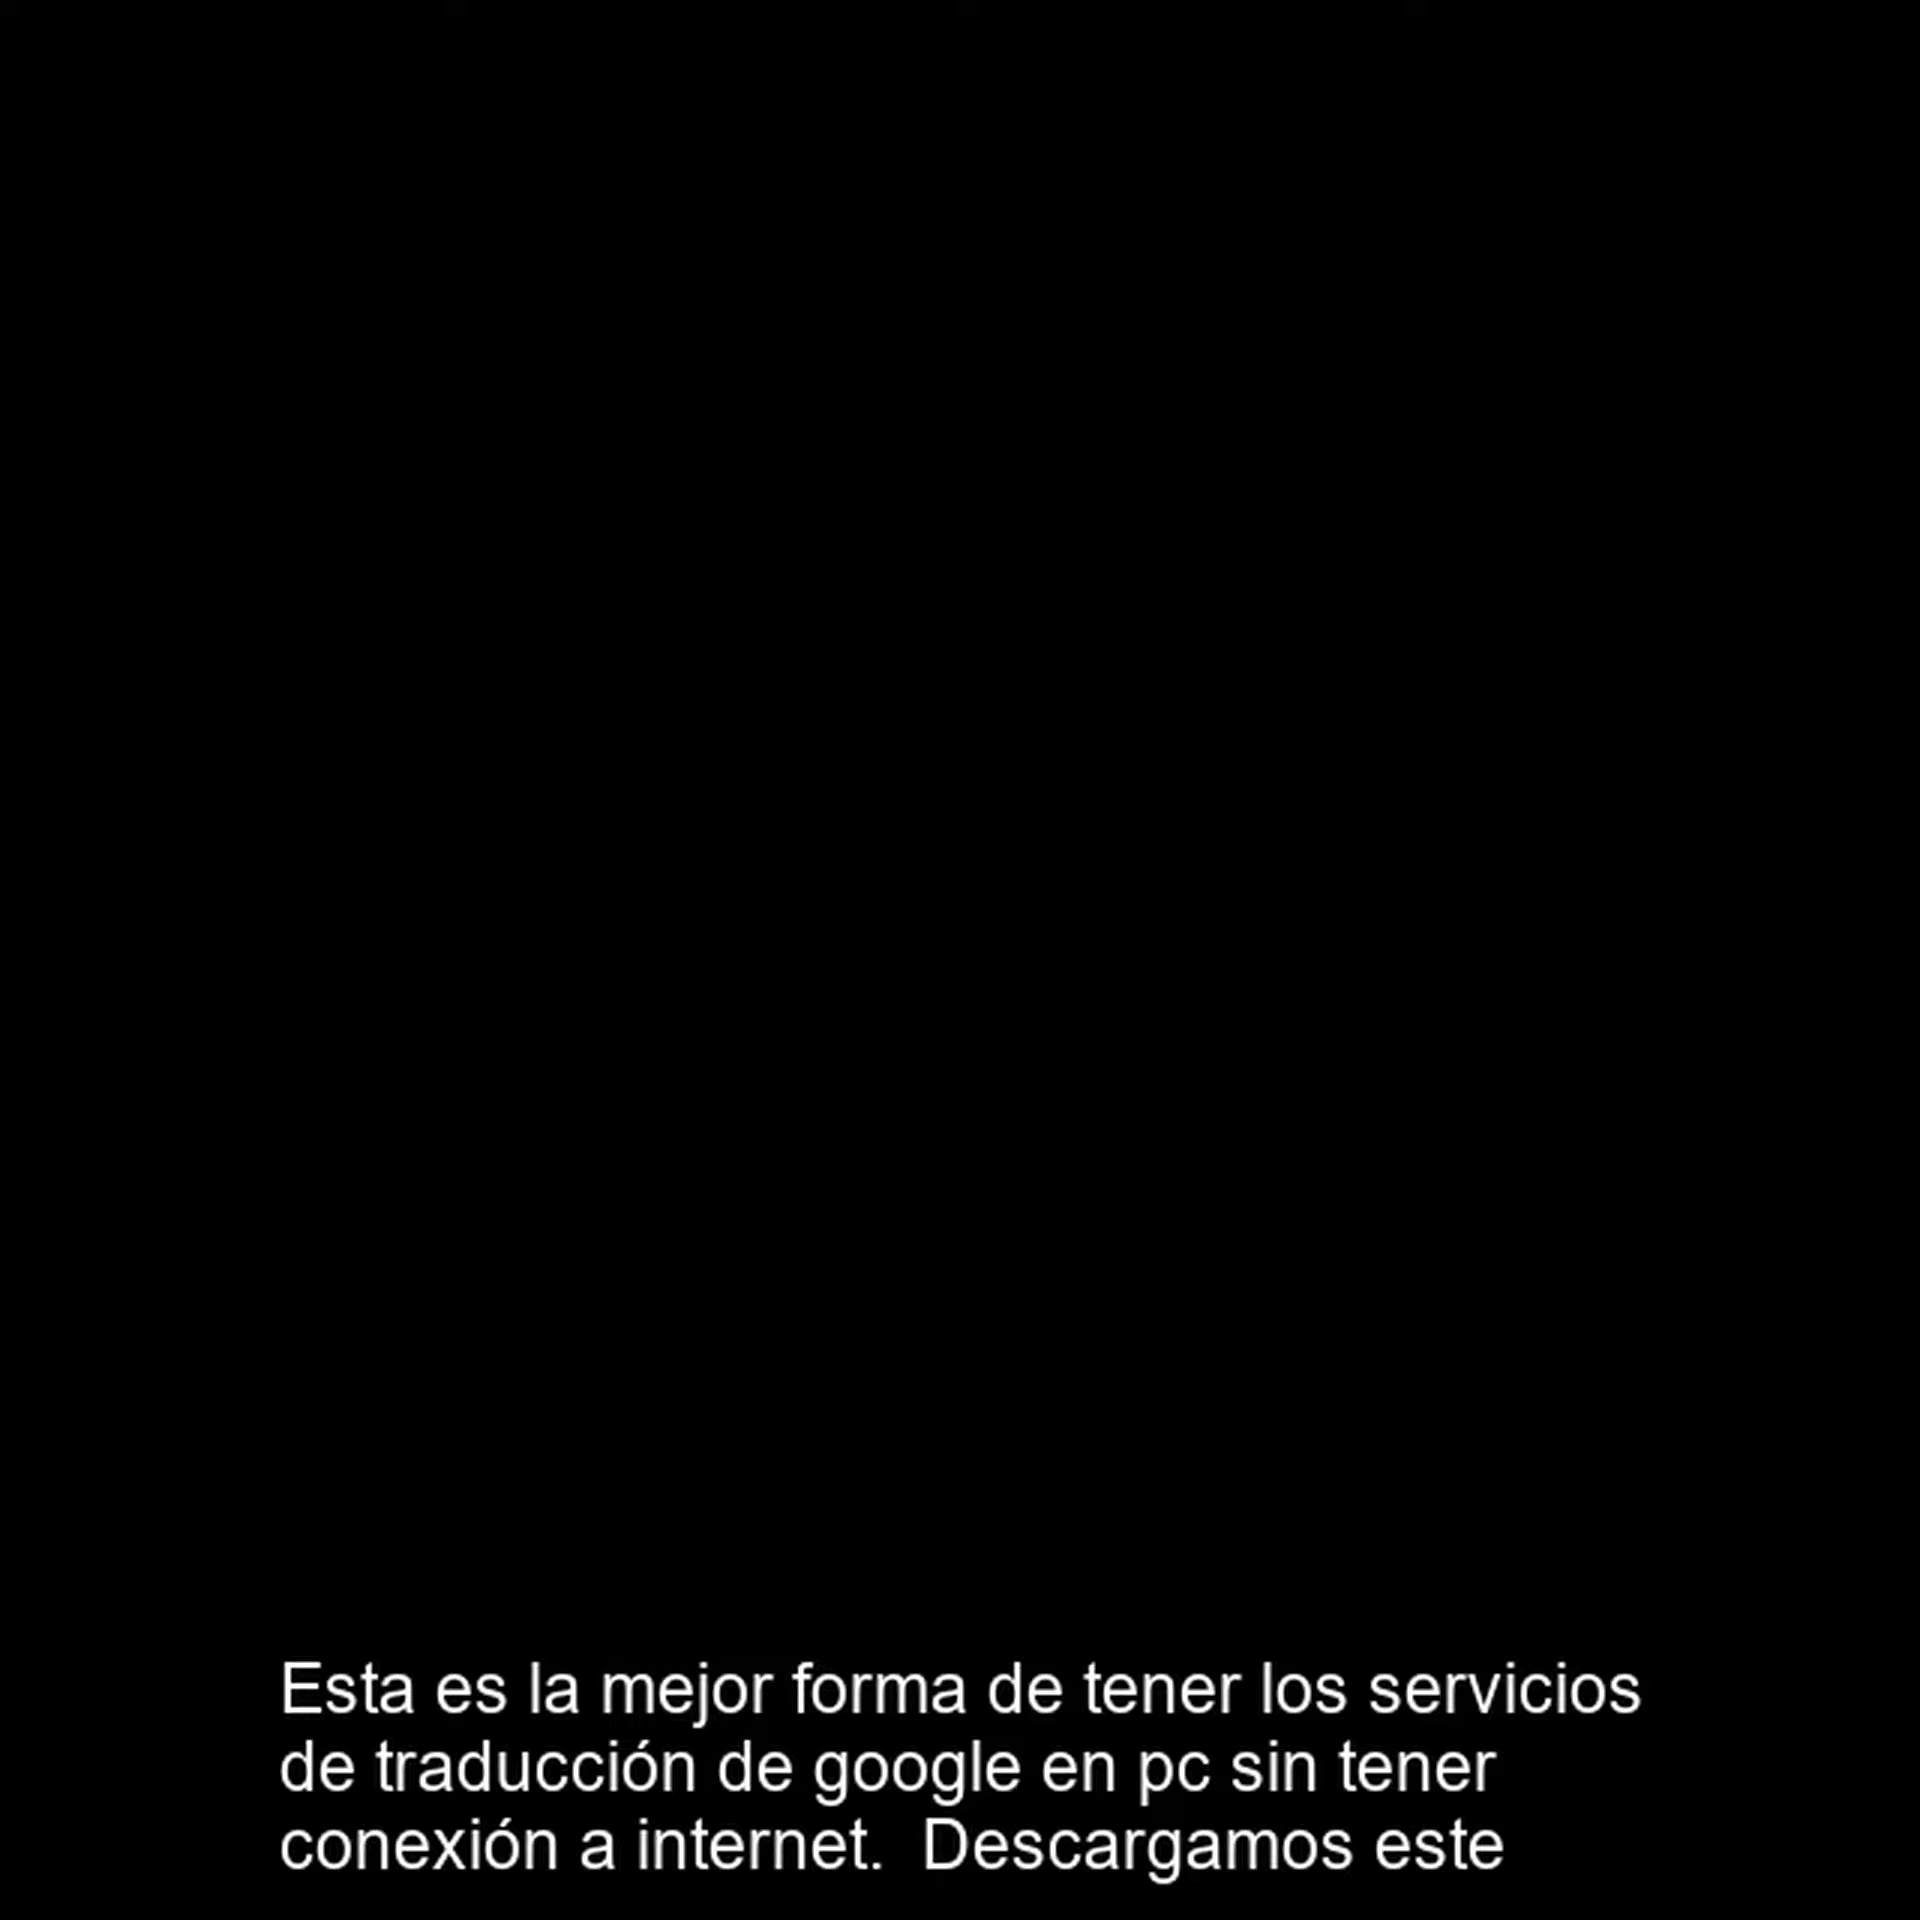 Esta es la mejor forma de tener los servicios
de traducción de google en pc sin tener
conexión a internet.  Descargamos este